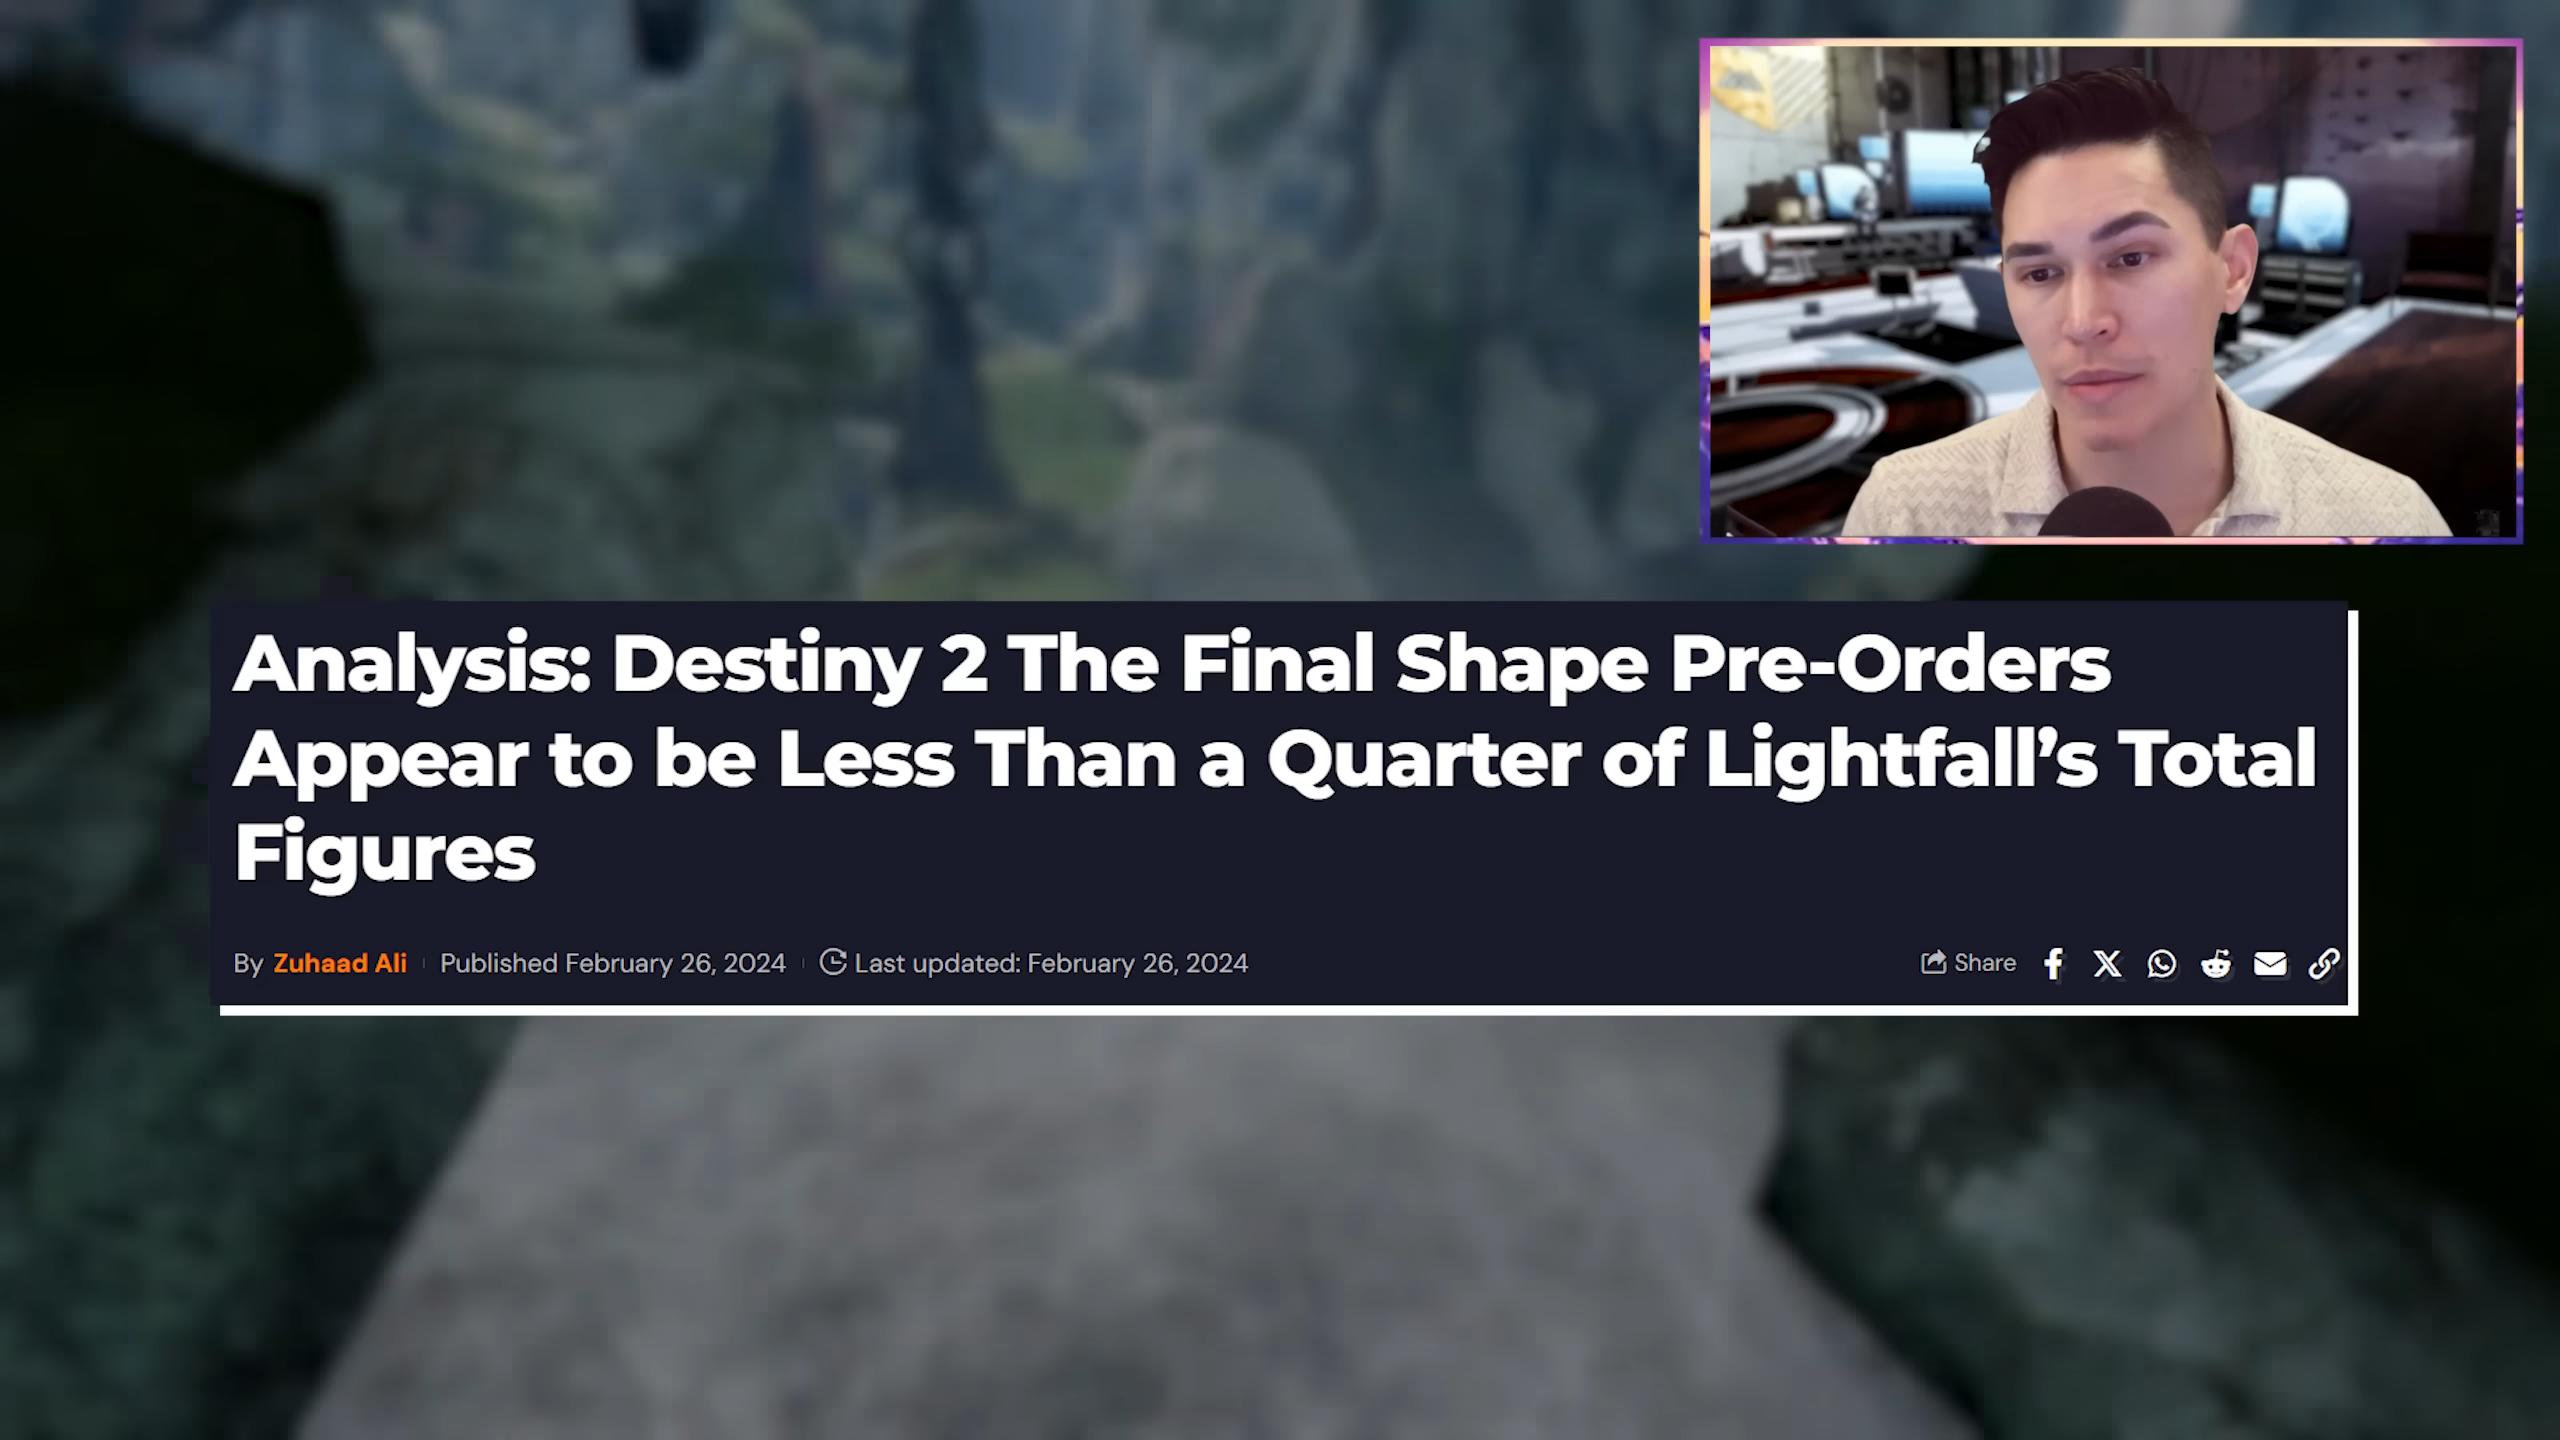 Analysis: Destiny 2 The Final Shape Pre-Orders
Appear to be Less Than a Quarter of Lightfall’s Total
Figures
By Zuhaad Ali Published February 26, 2024 Last updated: February 26, 2024 Share